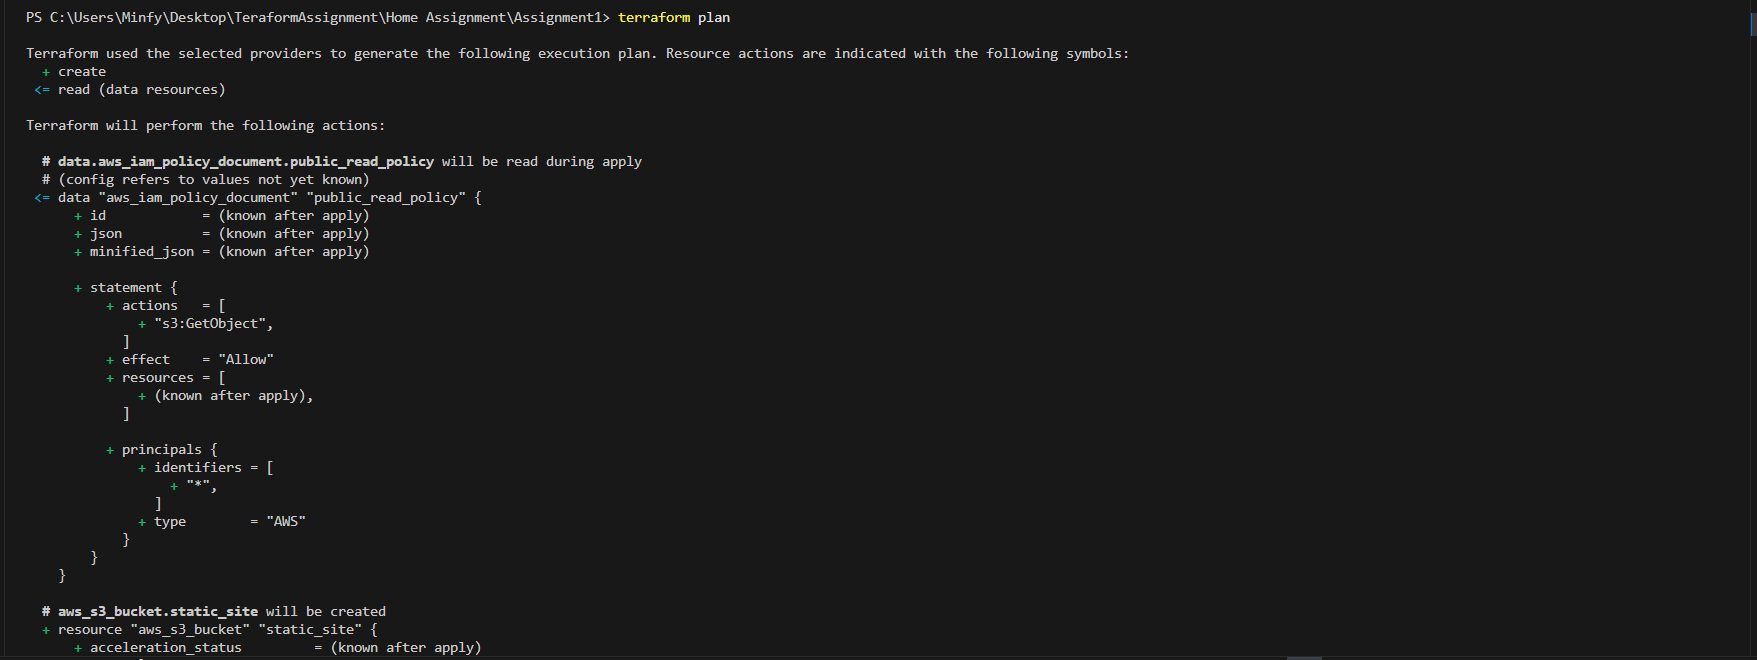 PS C:\Users\Minfy\Desktop\TeraformAssignment\Home Assignment\Assignment1> terraform plan
Terraform used the selected providers to generate the following execution plan. Resource actions are indicated with the following symbols:
+ create
<= read (data resources)
Terraform will perform the following actions:
# data.aws_iam_policy_document.public_read_policy will be read during apply
# (config refers to values not yet known)
<= data "aws_iam_policy_document" "public_read_policy" {
+ id = (known after apply)
+ json = (known after apply)
+ minified_json = (known after apply)
+ statement {
+ actions = [
+ "s3:GetObject",
]
+ effect = "Allow"
+ resources = [
+ (known after apply),
]
+ principals {
+ identifiers = [
+ "*",
]
+ type = "AWS"
}
}
}
# aws_s3_bucket.static_site will be created
+ resource "aws_s3_bucket" "static_site" {
+ acceleration_status = (known after apply)